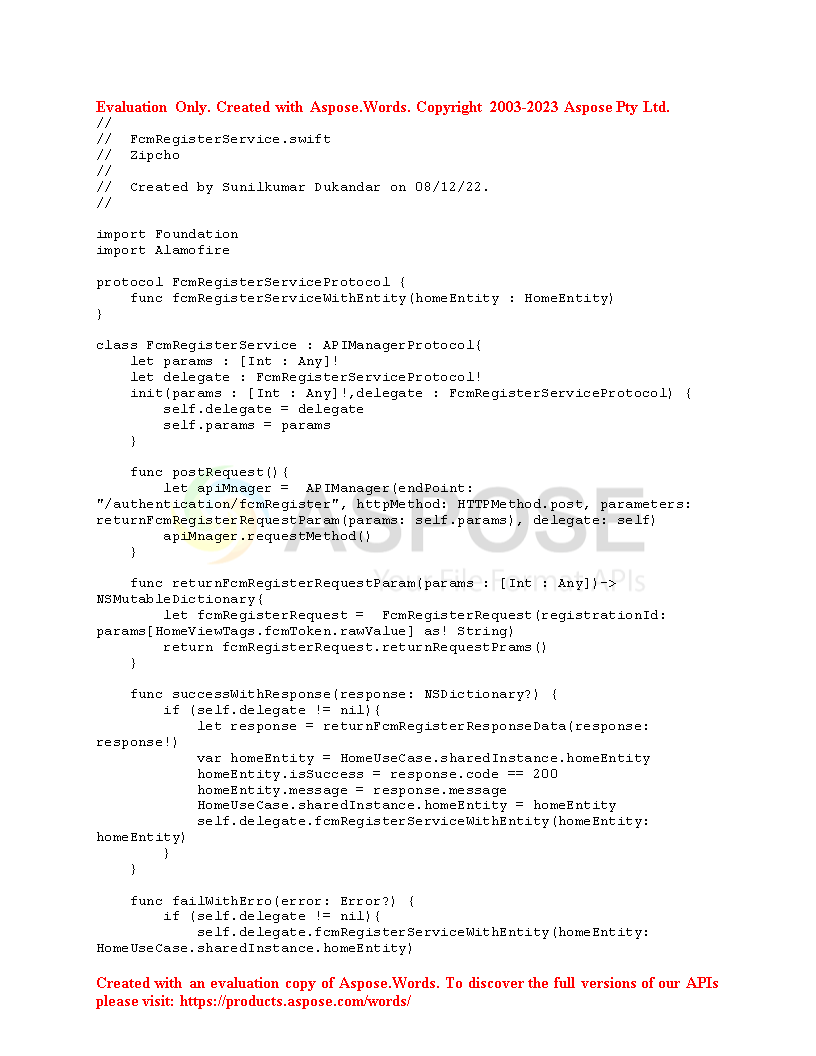 Evaluation Only. Created with Aspose.Words. Copyright 2003-2023 Aspose Pty Ltd.
//
//  FcmRegisterService.swift
//  Zipcho
//
//  Created by Sunilkumar Dukandar on 08/12/22.
//
import Foundation
import Alamofire
protocol FcmRegisterServiceProtocol {
    func fcmRegisterServiceWithEntity(homeEntity : HomeEntity)
}
class FcmRegisterService : APIManagerProtocol{
    let params : [Int : Any]!
    let delegate : FcmRegisterServiceProtocol!
    init(params : [Int : Any]!,delegate : FcmRegisterServiceProtocol) {
        self.delegate = delegate
        self.params = params
    }
    func postRequest(){
        let apiMnager =  APIManager(endPoint:
"/authentication/fcmRegister", httpMethod: HTTPMethod.post, parameters:
returnFcmRegisterRequestParam(params: self.params), delegate: self)
        apiMnager.requestMethod()
    }
ASPOSE
Your File Format APIs
    func returnFcmRegisterRequestParam(params : [Int : Any])->
NSMutableDictionary{
        let fcmRegisterRequest =  FcmRegisterRequest(registrationId:
params[HomeViewTags.fcmToken.rawValue] as! String)
        return fcmRegisterRequest.returnRequestPrams()
    }
    func successWithResponse(response: NSDictionary?) {
        if (self.delegate != nil){
            let response = returnFcmRegisterResponseData(response:
response!)
            var homeEntity = HomeUseCase.sharedInstance.homeEntity
            homeEntity.isSuccess = response.code == 200
            homeEntity.message = response.message
            HomeUseCase.sharedInstance.homeEntity = homeEntity
            self.delegate.fcmRegisterServiceWithEntity(homeEntity:
homeEntity)
        }
    }
    func failWithErro(error: Error?) {
        if (self.delegate != nil){
            self.delegate.fcmRegisterServiceWithEntity(homeEntity:
HomeUseCase.sharedInstance.homeEntity)
Created with an evaluation copy of Aspose.Words. To discover the full versions of our APIs
please visit: https://products.aspose.com/words/